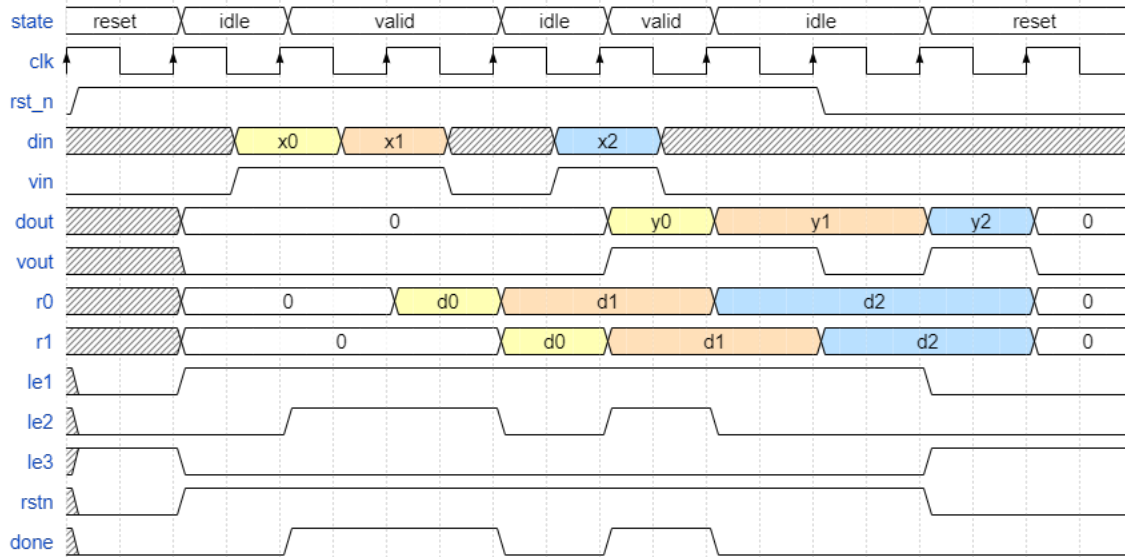 state reset idle valid idle valid idle reset
clk
rst_n
din x0 x1 x2
vin
dout 0 y0 y1 y2 0
vout
r0 0 d0 d1 d2 0
r1 0 d0 d1 d2 0
le1
le2
le3
rstn
done